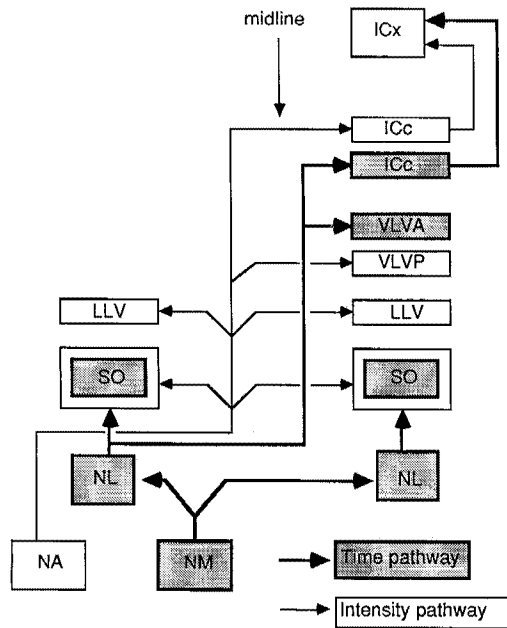 midline
ICx
ICc
ICc
VLVA
VLVP
LLV
LLV
SO
SO
NL
NL
NA
NM
Time pathway
Intensity pathway